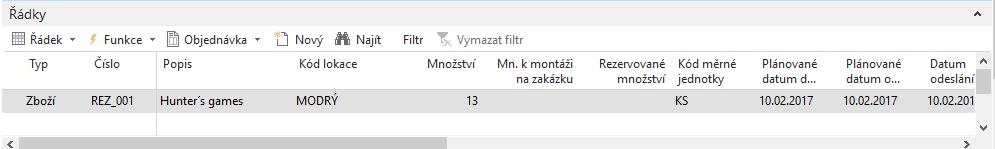 Řádky
Řádek Funkce Objednávka Nový Najít Filtr Vymazat filtr
Typ Číslo Popis Kód lokace Množství Mn. k montáži na zakázku Rezervované množství Kód měrné jednotky Plánované datum d... Plánované datum o... Datum odeslání
Zboží REZ_001 Hunter´s games MODRÝ 13 KS 10.02.2017 10.02.2017 10.02.201